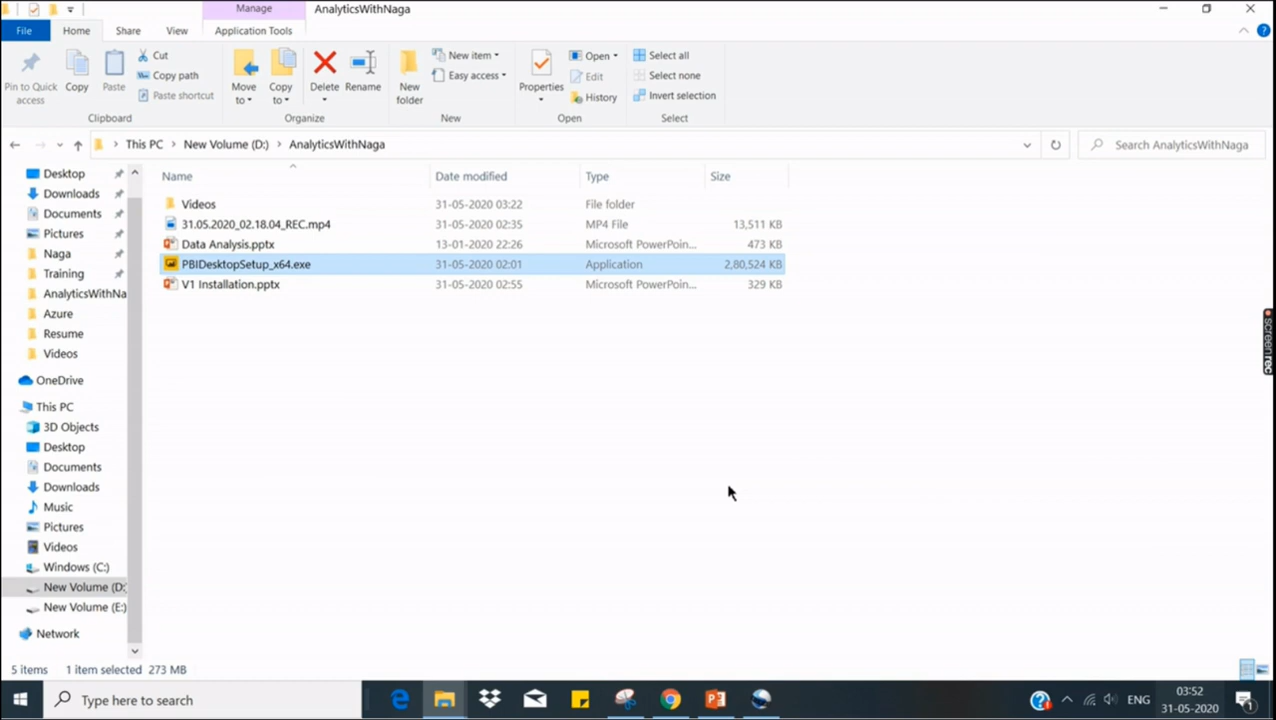 Manage AnalyticsWithNaga
File Home Share View Application Tools
Pin to Quick access
Copy
Paste
Cut
Copy path
Paste shortcut
Clipboard
Move to
Copy to
Delete
Rename
Organize
New folder
New item
Easy access
New
Properties
Open
Edit
History
Open
Select all
Select none
Invert selection
Select
This PC New Volume (D:) AnalyticsWithNaga
Search AnalyticsWithNaga
Desktop
Downloads
Documents
Pictures
Naga
Training
AnalyticsWithNa
Azure
Resume
Videos
OneDrive
This PC
3D Objects
Desktop
Documents
Downloads
Music
Pictures
Videos
Windows (C:)
New Volume (D:
New Volume (E:)
Network
Name Date modified Type Size
Videos 31-05-2020 03:22 File folder
31.05.2020_02.18.04_REC.mp4 31-05-2020 02:35 MP4 File 13,511 KB
Data Analysis.pptx 13-01-2020 22:26 Microsoft PowerPoin... 473 KB
PBIDesktopSetup_x64.exe 31-05-2020 02:01 Application 2,80,524 KB
V1 Installation.pptx 31-05-2020 02:55 Microsoft PowerPoin... 329 KB
screenrec
5 items 1 item selected 273 MB
Type here to search
ENG
03:52
31-05-2020
1